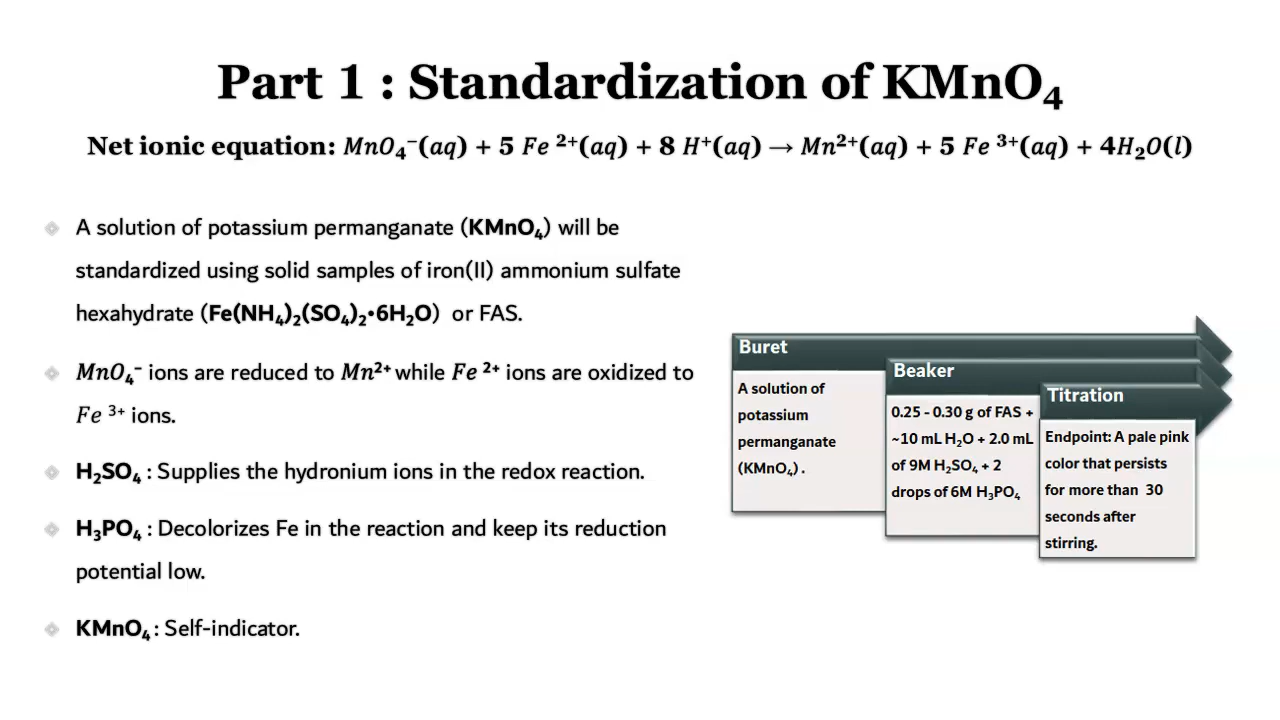 Part 1 : Standardization of KMnO₄
Net ionic equation: MnO₄⁻(aq) + 5 Fe ²⁺(aq) + 8 H⁺(aq) → Mn²⁺(aq) + 5 Fe ³⁺(aq) + 4H₂O(l)
A solution of potassium permanganate (KMnO₄) will be
standardized using solid samples of iron(II) ammonium sulfate
hexahydrate (Fe(NH₄)₂(SO₄)₂•6H₂O) or FAS.
MnO₄⁻ ions are reduced to Mn²⁺ while Fe ²⁺ ions are oxidized to
Fe ³⁺ ions.
H₂SO₄ : Supplies the hydronium ions in the redox reaction.
H₃PO₄ : Decolorizes Fe in the reaction and keep its reduction
potential low.
KMnO₄ : Self-indicator.
Buret
A solution of
potassium
permanganate
(KMnO₄) .
Beaker
0.25 - 0.30 g of FAS +
~10 mL H₂O + 2.0 mL
of 9M H₂SO₄ + 2
drops of 6M H₃PO₄
Titration
Endpoint: A pale pink
color that persists
for more than 30
seconds after
stirring.